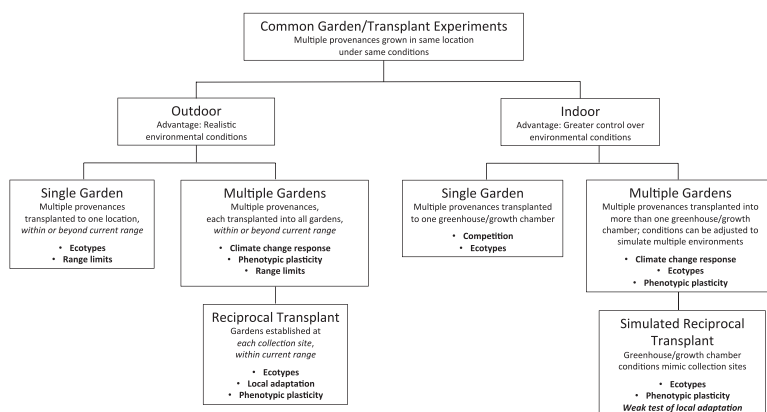 Common Garden/Transplant Experiments
Multiple provenances grown in same location
under same conditions
Outdoor
Advantage: Realistic
environmental conditions
Indoor
Advantage: Greater control over
environmental conditions
Single Garden
Multiple provenances
transplanted to one location,
within or beyond current range
• Ecotypes
• Range limits
Multiple Gardens
Multiple provenances,
each transplanted into all gardens,
within or beyond current range
• Climate change response
• Phenotypic plasticity
• Range limits
Single Garden
Multiple provenances transplanted
to one greenhouse/growth chamber
• Competition
• Ecotypes
Multiple Gardens
Multiple provenances transplanted into
more than one greenhouse/growth
chamber; conditions can be adjusted to
simulate multiple environments
• Climate change response
• Ecotypes
• Phenotypic plasticity
Reciprocal Transplant
Gardens established at
each collection site,
within current range
• Ecotypes
• Local adaptation
• Phenotypic plasticity
Simulated Reciprocal
Transplant
Greenhouse/growth chamber
conditions mimic collection sites
• Ecotypes
• Phenotypic plasticity
Weak test of local adaptation